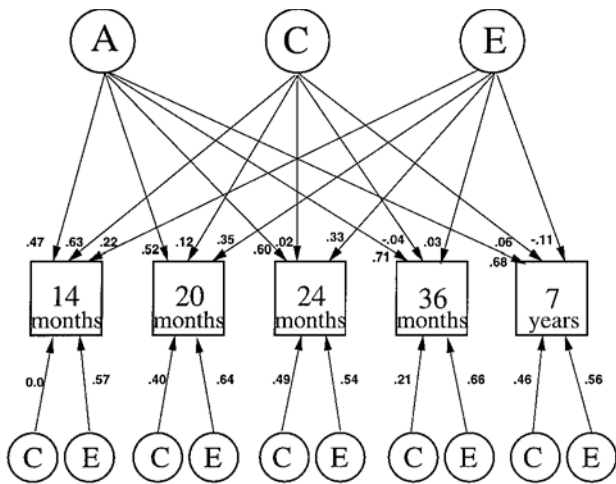 A C E
.47 .63 .22 .52 .12 .35 .60 .02 .33 -.04 .71 .03 .06 .68 -.11
14 20 24 36 7
months months months months years
0.0 .57 .40 .64 .49 .54 .21 .66 .46 .56
C E C E C E C E C E